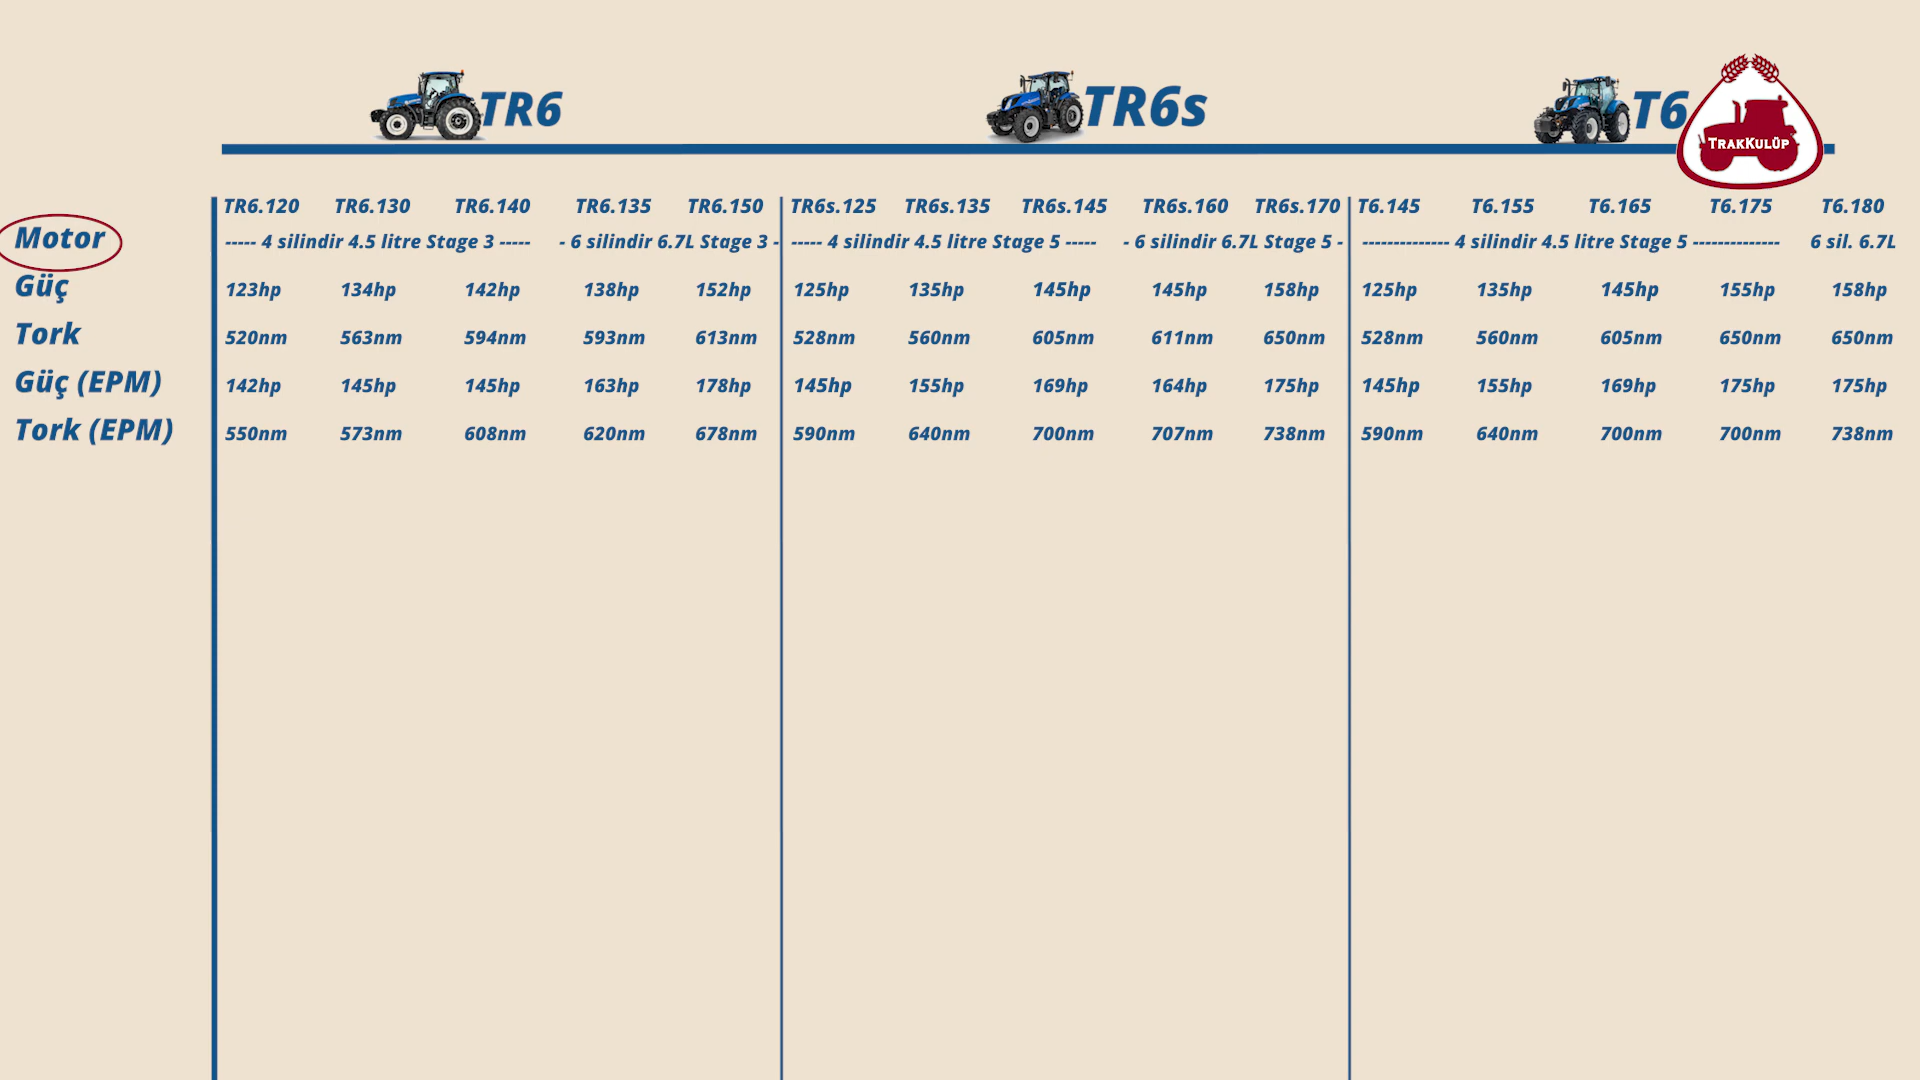 TR6 TR6s T6
TRAKKULÜP
TR6.120 TR6.130 TR6.140 TR6.135 TR6.150 TR6s.125 TR6s.135 TR6s.145 TR6s.160 TR6s.170 T6.145 T6.155 T6.165 T6.175 T6.180
Motor ----- 4 silindir 4.5 litre Stage 3 ----- - 6 silindir 6.7L Stage 3 - ----- 4 silindir 4.5 litre Stage 5 ----- - 6 silindir 6.7L Stage 5 - -------------- 4 silindir 4.5 litre Stage 5 -------------- 6 sil. 6.7L
Güç 123hp 134hp 142hp 138hp 152hp 125hp 135hp 145hp 145hp 158hp 125hp 135hp 145hp 155hp 158hp
Tork 520nm 563nm 594nm 593nm 613nm 528nm 560nm 605nm 611nm 650nm 528nm 560nm 605nm 650nm 650nm
Güç (EPM) 142hp 145hp 145hp 163hp 178hp 145hp 155hp 169hp 164hp 175hp 145hp 155hp 169hp 175hp 175hp
Tork (EPM) 550nm 573nm 608nm 620nm 678nm 590nm 640nm 700nm 707nm 738nm 590nm 640nm 700nm 700nm 738nm